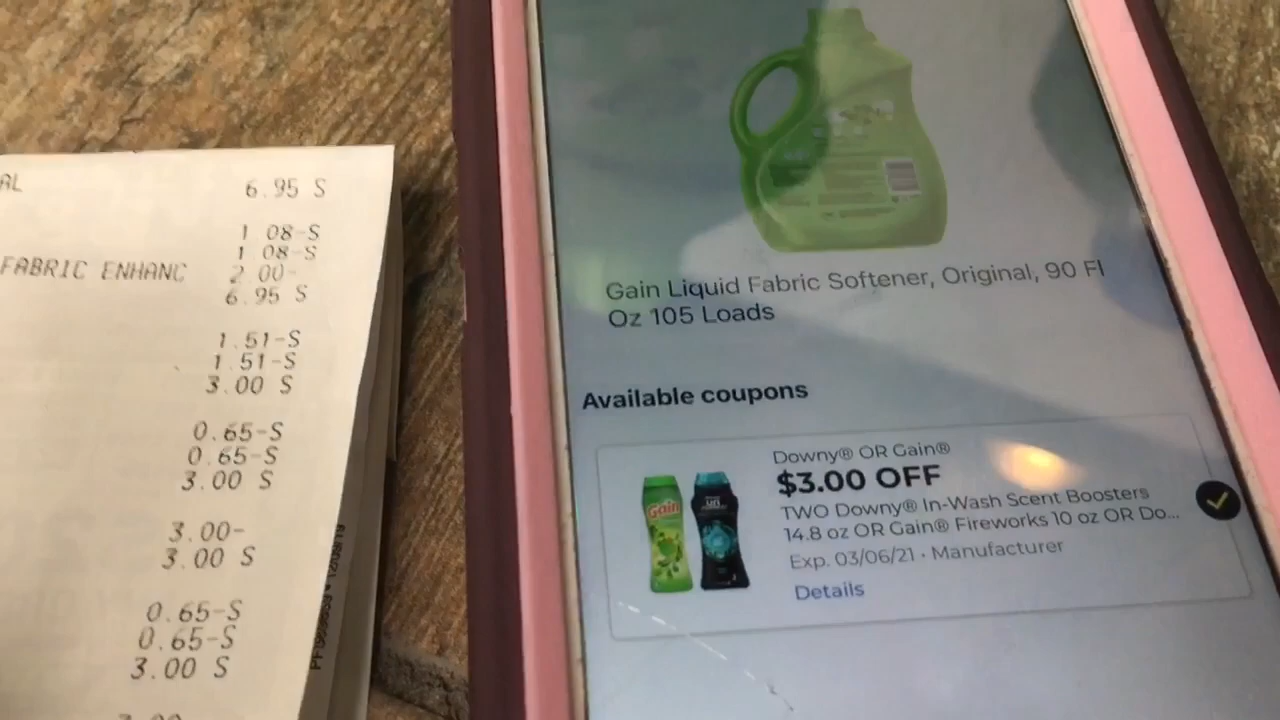 AL 6.95 S
1 08-S
1 08-S
FABRIC ENHANC 2 00-
6.95 S
1.51-S
1.51-S
3.00 S
0.65-S
0.65-S
3.00 S
3.00-
3.00 S
0.65-S
0.65-S
3.00 S
Gain Liquid Fabric Softener, Original, 90 Fl
Oz 105 Loads
Available coupons
Gain
un
Downy® OR Gain®
$3.00 OFF
TWO Downy® In-Wash Scent Boosters
14.8 oz OR Gain® Fireworks 10 oz OR Do...
Exp. 03/06/21 · Manufacturer
Details